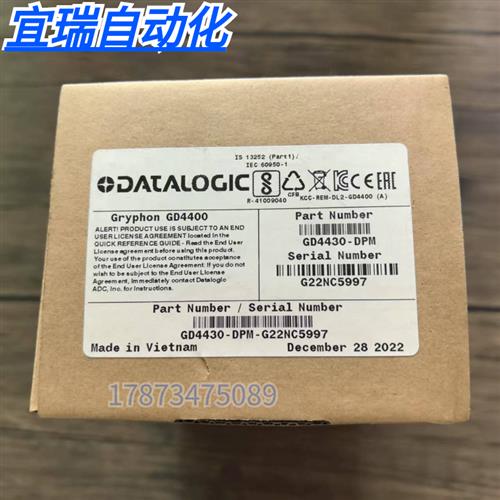 宜瑞自动化
IS 13252 (Part1)/
IEC 60950-1
DATALOGIC
R-41009040
CFB
KCC-REM-DL2-GD4400 (A)
Gryphon GD4400
ALERT! PRODUCT USE IS SUBJECT TO AN END
USER LICENSE AGREEMENT located in the
QUICK REFERENCE GUIDE - Read the End User
License agreement before using this product.
Your use of the product constitutes acceptance
of the End User License Agreement: If you do not
wish to be subject to the End User License
Agreement, Immediately contact Datalogic
ADC, Inc. for Instructions.
Part Number
GD4430-DPM
Serial Number
G22NC5997
Part Number / Serial Number
GD4430-DPM-G22NC5997
Made in Vietnam
December 28 2022
17873475089